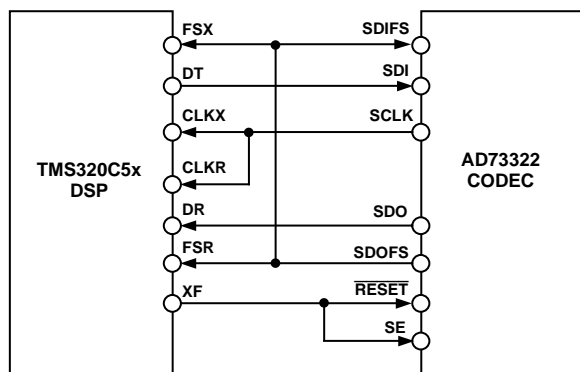 FSX SDIFS
DT SDI
CLKX SCLK
TMS320C5x
DSP
CLKR
AD73322
CODEC
DR SDO
FSR SDOFS
XF RESET
SE